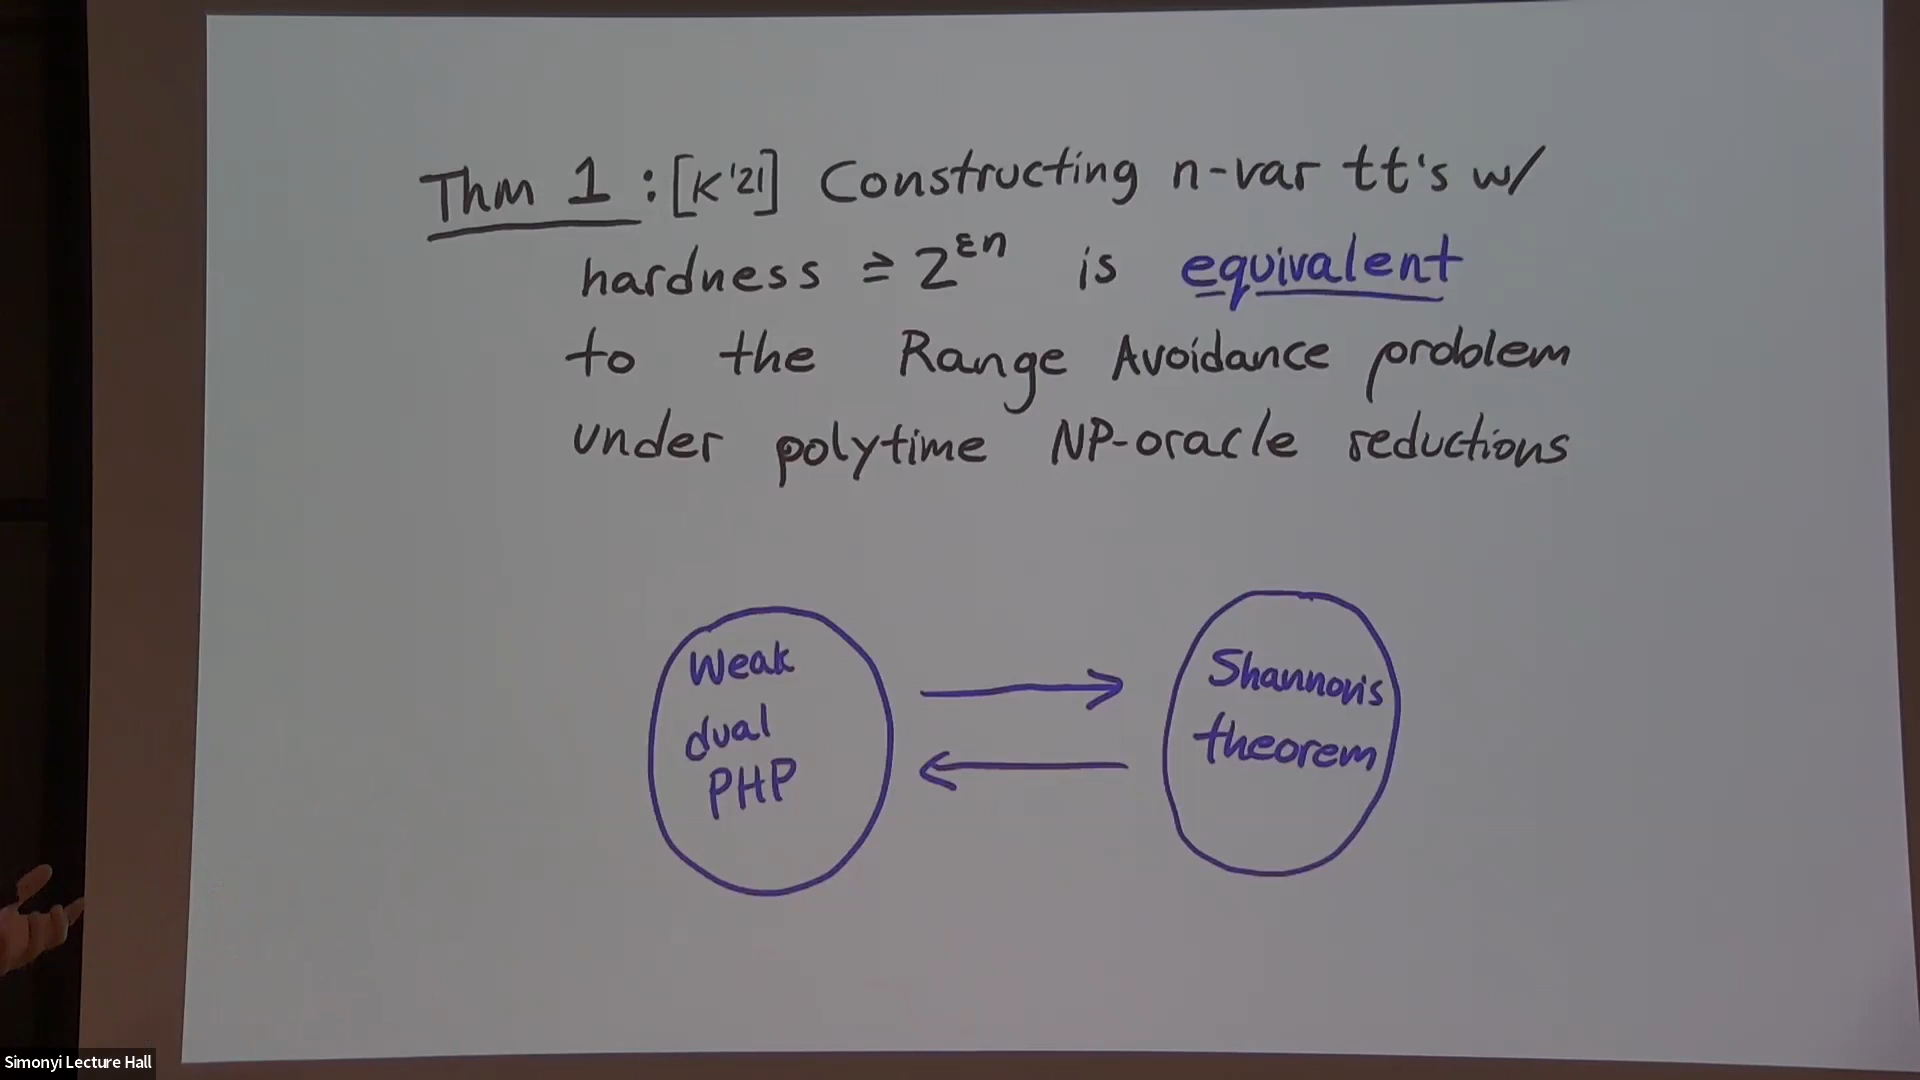 Thm 1 : [K'21] Constructing n-var tt's w/
hardness ≥ 2^εn is equivalent
to the Range Avoidance problem
under polytime NP-oracle reductions
Weak
dual
PHP
Shannon's
theorem
Simonyi Lecture Hall